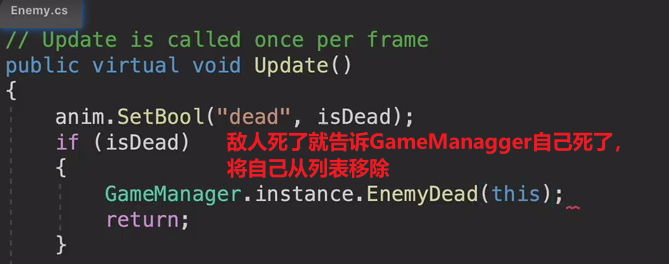 Enemy.cs
// Update is called once per frame
public virtual void Update()
{
anim.SetBool("dead", isDead);
if (isDead) 敌人死了就告诉GameManagger自己死了，
{ 将自己从列表移除
GameManager.instance.EnemyDead(this);
return;
}